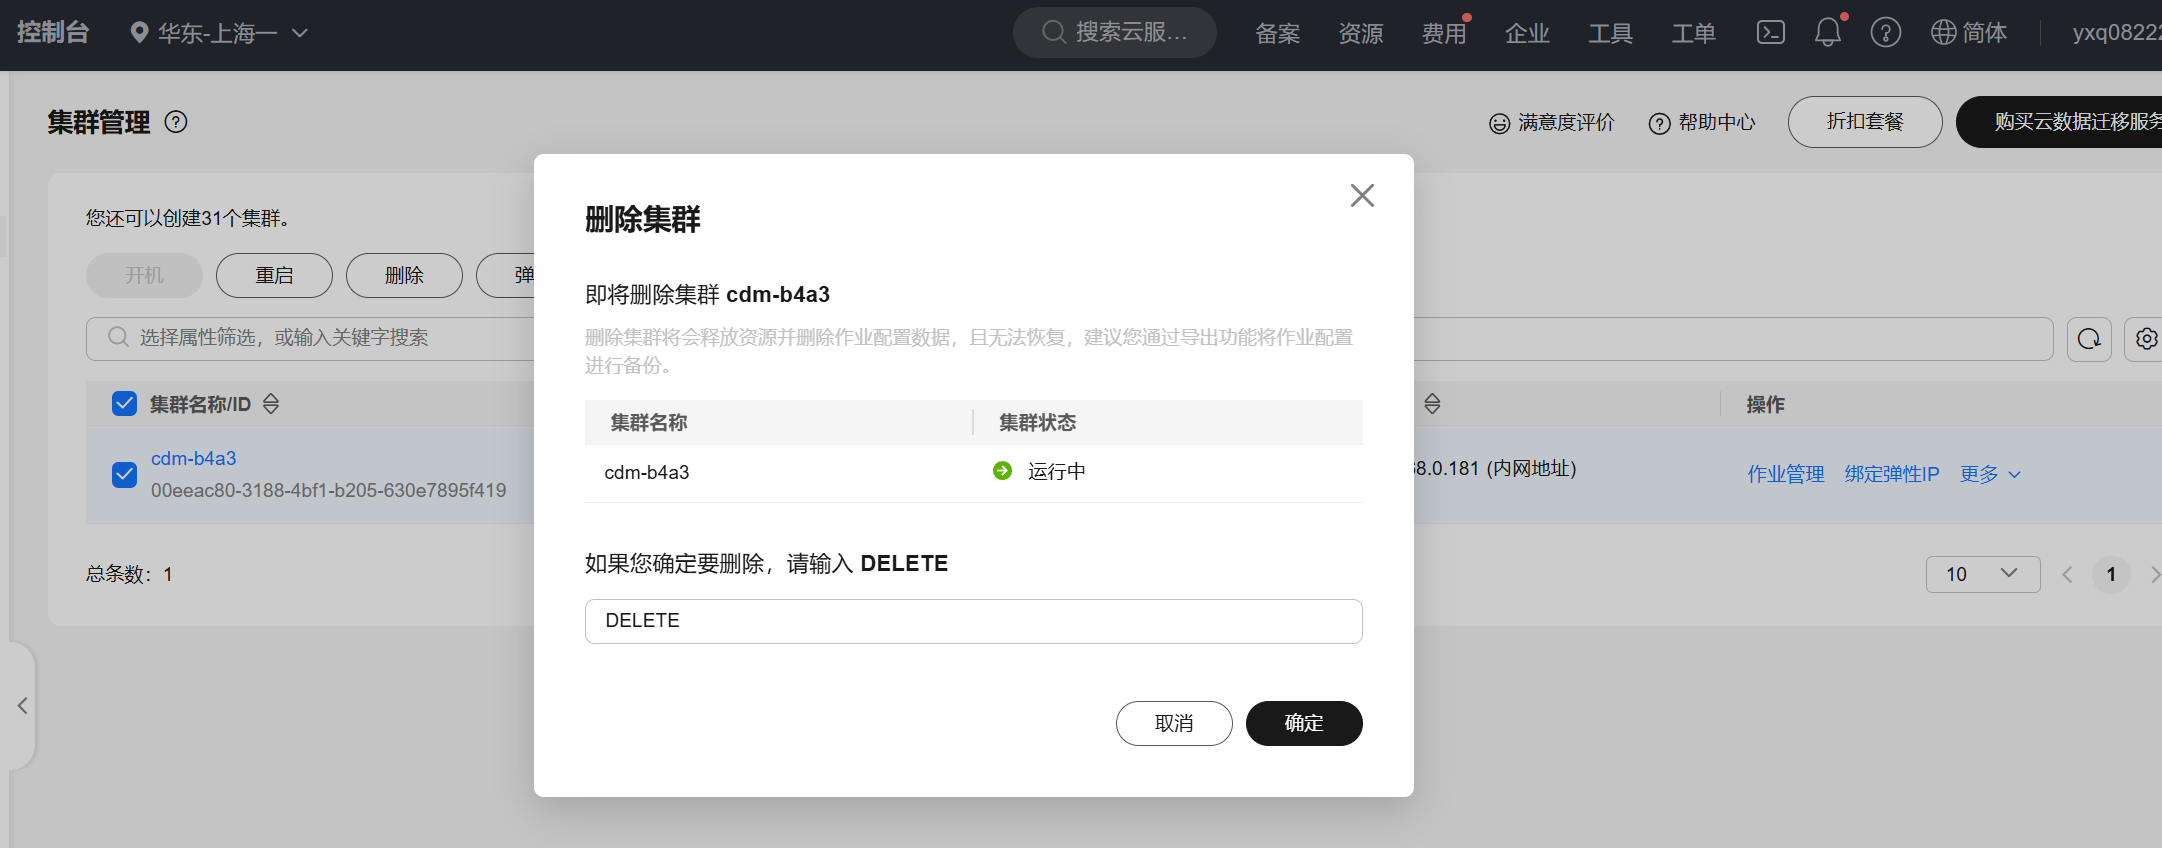 控制台
华东-上海一
搜索云服...
备案
资源
费用
企业
工具
工单
简体
集群管理
满意度评价
帮助中心
折扣套餐
购买云数据迁移服务
您还可以创建31个集群。
开机
重启
删除
弹
选择属性筛选，或输入关键字搜索
集群名称/ID
操作
cdm-b4a3
00eeac80-3188-4bf1-b205-630e7895f419
8.0.181 (内网地址)
作业管理
绑定弹性IP
更多
总条数：1
10
1
删除集群
即将删除集群 cdm-b4a3
删除集群将会释放资源并删除作业配置数据，且无法恢复，建议您通过导出功能将作业配置
进行备份。
集群名称
集群状态
cdm-b4a3
运行中
如果您确定要删除，请输入 DELETE
DELETE
取消
确定